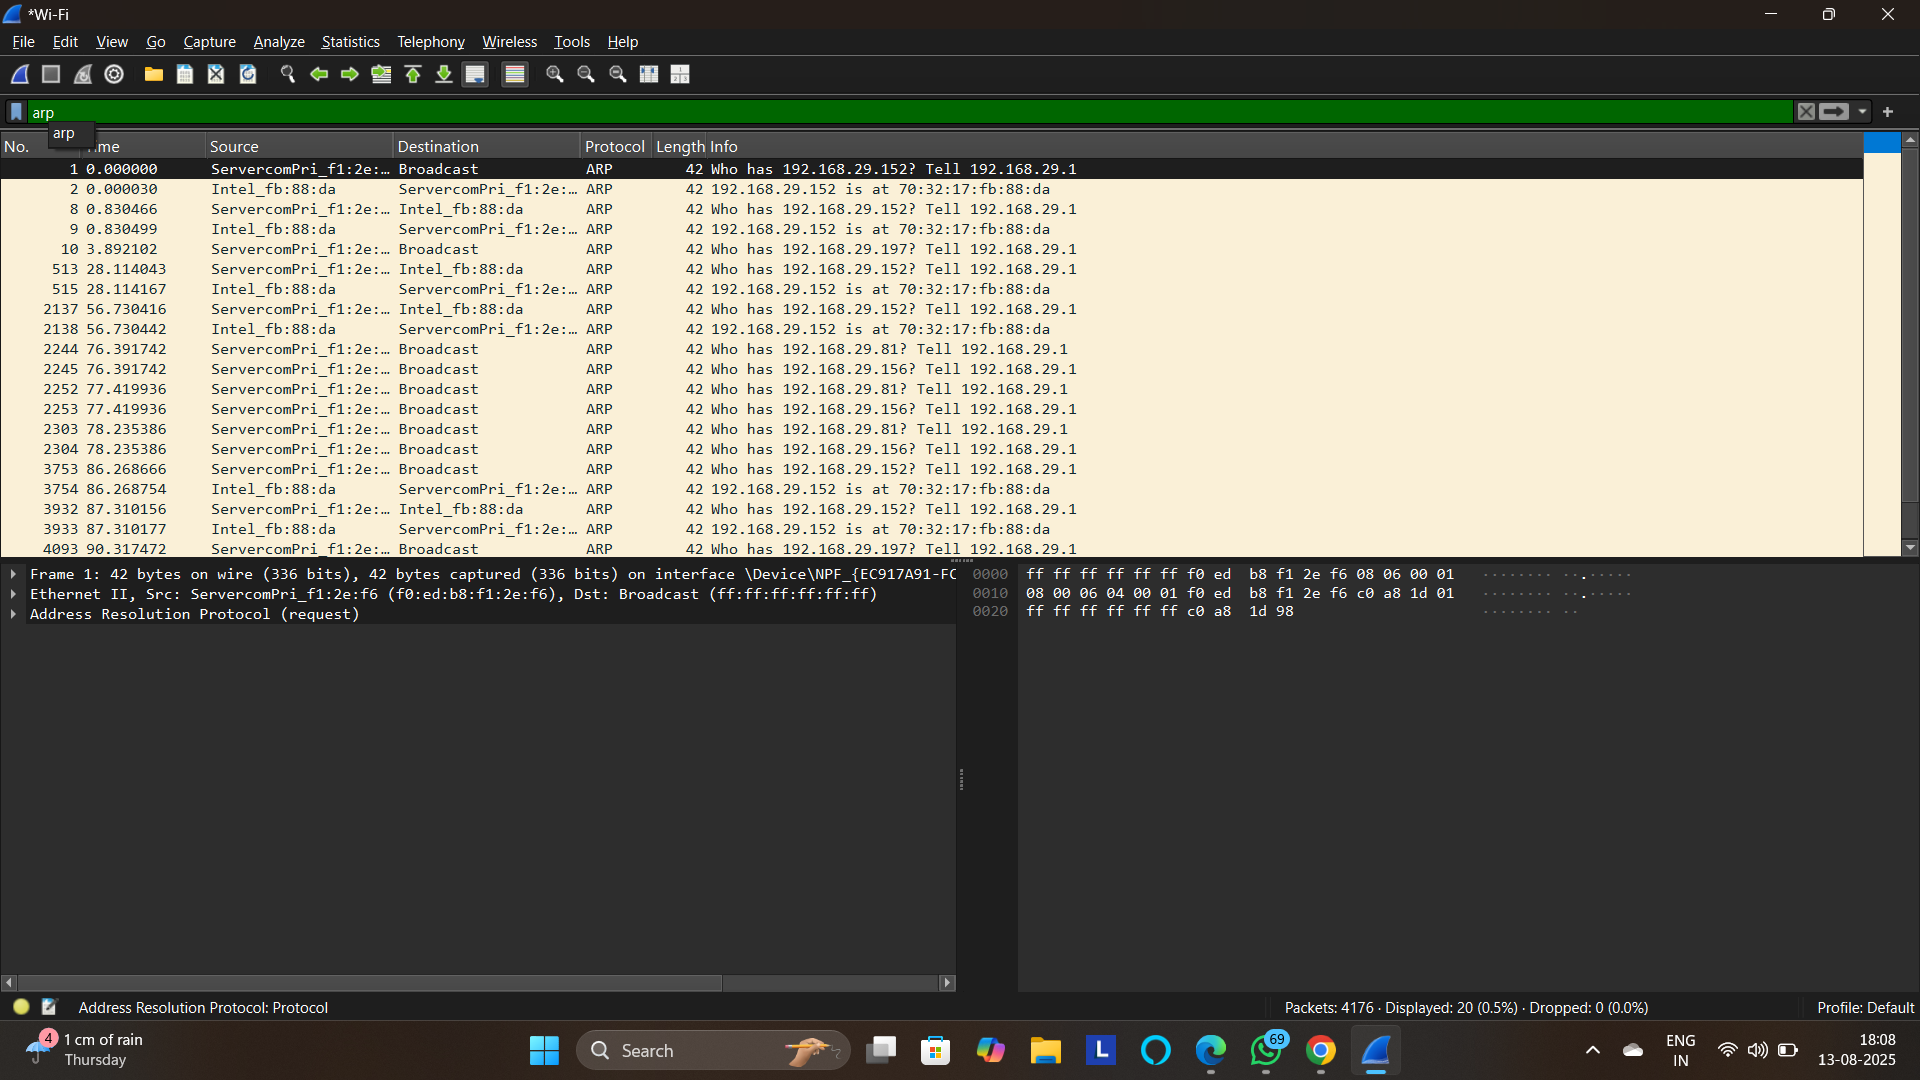 *Wi-Fi
File Edit View Go Capture Analyze Statistics Telephony Wireless Tools Help
arp
arp
No. Time Source Destination Protocol Length Info
1 0.000000 ServercomPri_f1:2e:… Broadcast ARP 42 Who has 192.168.29.152? Tell 192.168.29.1
2 0.000030 Intel_fb:88:da ServercomPri_f1:2e:… ARP 42 192.168.29.152 is at 70:32:17:fb:88:da
8 0.830466 ServercomPri_f1:2e:… Intel_fb:88:da ARP 42 Who has 192.168.29.152? Tell 192.168.29.1
9 0.830499 Intel_fb:88:da ServercomPri_f1:2e:… ARP 42 192.168.29.152 is at 70:32:17:fb:88:da
10 3.892102 ServercomPri_f1:2e:… Broadcast ARP 42 Who has 192.168.29.197? Tell 192.168.29.1
513 28.114043 ServercomPri_f1:2e:… Intel_fb:88:da ARP 42 Who has 192.168.29.152? Tell 192.168.29.1
515 28.114167 Intel_fb:88:da ServercomPri_f1:2e:… ARP 42 192.168.29.152 is at 70:32:17:fb:88:da
2137 56.730416 ServercomPri_f1:2e:… Intel_fb:88:da ARP 42 Who has 192.168.29.152? Tell 192.168.29.1
2138 56.730442 Intel_fb:88:da ServercomPri_f1:2e:… ARP 42 192.168.29.152 is at 70:32:17:fb:88:da
2244 76.391742 ServercomPri_f1:2e:… Broadcast ARP 42 Who has 192.168.29.81? Tell 192.168.29.1
2245 76.391742 ServercomPri_f1:2e:… Broadcast ARP 42 Who has 192.168.29.156? Tell 192.168.29.1
2252 77.419936 ServercomPri_f1:2e:… Broadcast ARP 42 Who has 192.168.29.81? Tell 192.168.29.1
2253 77.419936 ServercomPri_f1:2e:… Broadcast ARP 42 Who has 192.168.29.156? Tell 192.168.29.1
2303 78.235386 ServercomPri_f1:2e:… Broadcast ARP 42 Who has 192.168.29.81? Tell 192.168.29.1
2304 78.235386 ServercomPri_f1:2e:… Broadcast ARP 42 Who has 192.168.29.156? Tell 192.168.29.1
3753 86.268666 ServercomPri_f1:2e:… Broadcast ARP 42 Who has 192.168.29.152? Tell 192.168.29.1
3754 86.268754 Intel_fb:88:da ServercomPri_f1:2e:… ARP 42 192.168.29.152 is at 70:32:17:fb:88:da
3932 87.310156 ServercomPri_f1:2e:… Intel_fb:88:da ARP 42 Who has 192.168.29.152? Tell 192.168.29.1
3933 87.310177 Intel_fb:88:da ServercomPri_f1:2e:… ARP 42 192.168.29.152 is at 70:32:17:fb:88:da
4093 90.317472 ServercomPri_f1:2e:… Broadcast ARP 42 Who has 192.168.29.197? Tell 192.168.29.1
Frame 1: 42 bytes on wire (336 bits), 42 bytes captured (336 bits) on interface \Device\NPF_{EC917A91-FC
Ethernet II, Src: ServercomPri_f1:2e:f6 (f0:ed:b8:f1:2e:f6), Dst: Broadcast (ff:ff:ff:ff:ff:ff)
Address Resolution Protocol (request)
0000 ff ff ff ff ff ff f0 ed b8 f1 2e f6 08 06 00 01 ········ ··.·····
0010 08 00 06 04 00 01 f0 ed b8 f1 2e f6 c0 a8 1d 01 ········ ··.·····
0020 ff ff ff ff ff ff c0 a8 1d 98 ········ ··
Address Resolution Protocol: Protocol
Packets: 4176 · Displayed: 20 (0.5%) · Dropped: 0 (0.0%)
Profile: Default
4
1 cm of rain
Thursday
Search
L
69
ENG
IN
18:08
13-08-2025